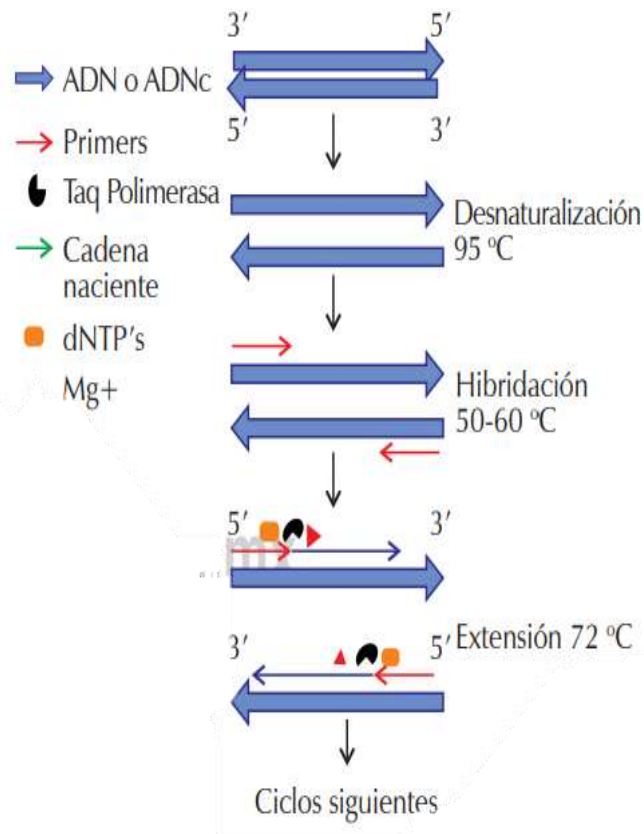 3′ 5′
ADN o ADNc
5′ 3′
Primers
Taq Polimerasa
Desnaturalización
95 ºC
Cadena
naciente
dNTP's
Mg+
Hibridación
50-60 ºC
5′ 3′
mx
3′ 5′
Extensión 72 ºC
Ciclos siguientes